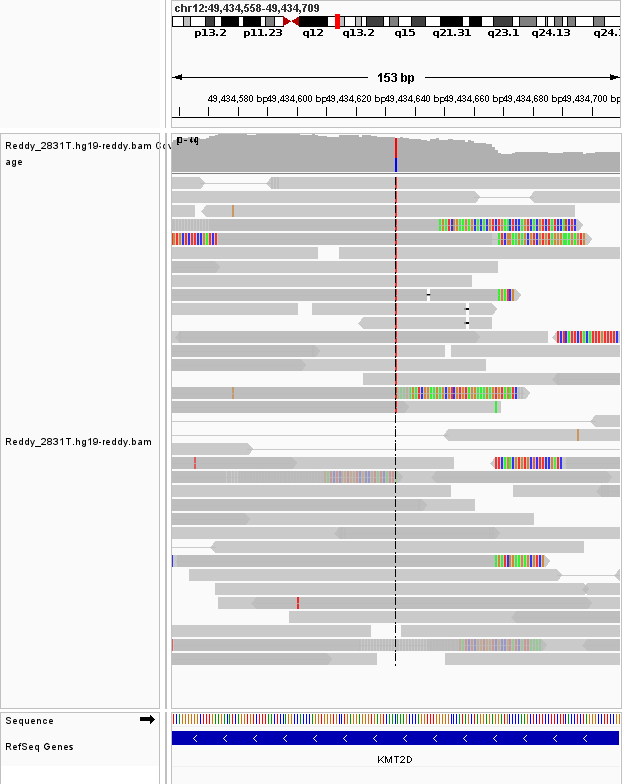 chr12:49,434,558-49,434,709
p13.2 p11.23 q12 q13.2 q15 q21.31 q23.1 q24.13 q24.
153 bp
49,434,580 bp 49,434,600 bp 49,434,620 bp 49,434,640 bp 49,434,660 bp 49,434,680 bp 49,434,700 bp
Reddy_2831T.hg19-reddy.bam Cov
age
Reddy_2831T.hg19-reddy.bam
Sequence
RefSeq Genes
KMT2D